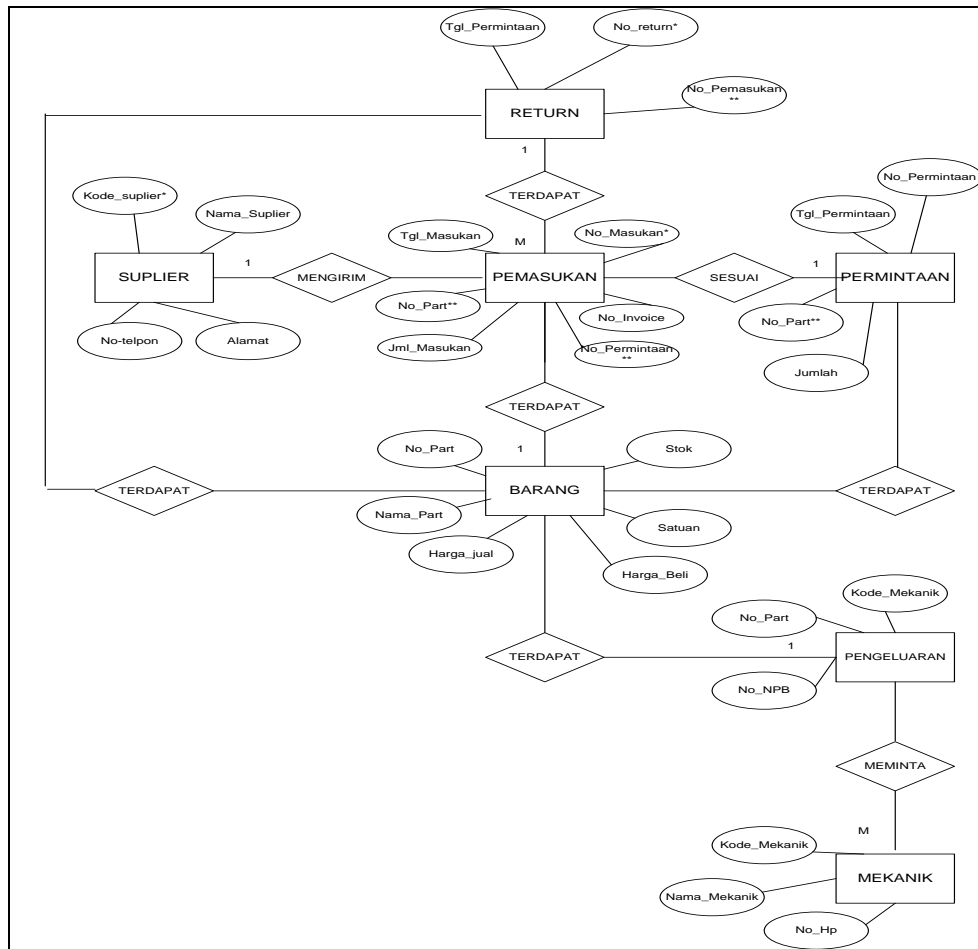 Tgl_Permintaan
No_return*
No_Pemasukan
**
RETURN
1
TERDAPAT
Kode_suplier*
Nama_Suplier
Tgl_Masukan
M
No_Masukan*
Tgl_Permintaan
No_Permintaan
SUPLIER
1
MENGIRIM
PEMASUKAN
SESUAI
1
PERMINTAAN
No_Part**
No_Invoice
No_Part**
No-telpon
Alamat
Jml_Masukan
No_Permintaan
**
Jumlah
TERDAPAT
No_Part
1
Stok
TERDAPAT
BARANG
TERDAPAT
Nama_Part
Satuan
Harga_jual
Harga_Beli
Kode_Mekanik
No_Part
TERDAPAT
1
PENGELUARAN
No_NPB
MEMINTA
M
Kode_Mekanik
MEKANIK
Nama_Mekanik
No_Hp